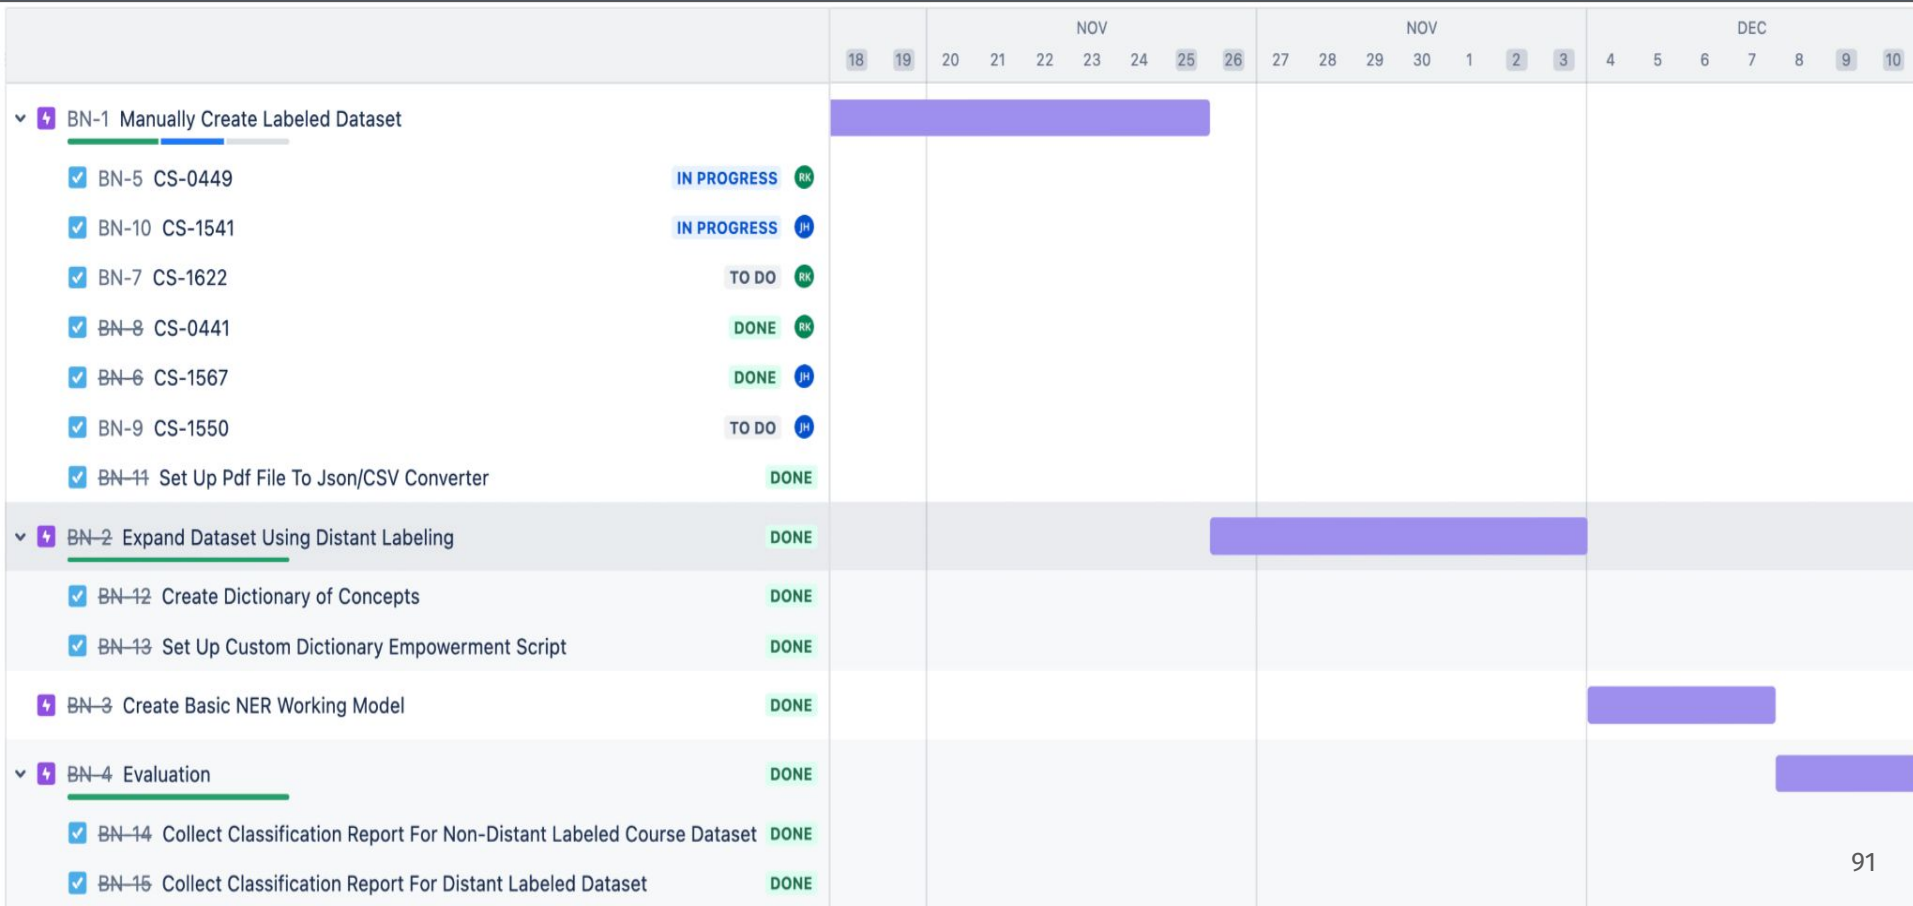 NOV NOV DEC
18 19 20 21 22 23 24 25 26 27 28 29 30 1 2 3 4 5 6 7 8 9 10
BN-1 Manually Create Labeled Dataset
BN-5 CS-0449 IN PROGRESS RK
BN-10 CS-1541 IN PROGRESS JH
BN-7 CS-1622 TO DO RK
BN-8 CS-0441 DONE RK
BN-6 CS-1567 DONE JH
BN-9 CS-1550 TO DO JH
BN-11 Set Up Pdf File To Json/CSV Converter DONE
BN-2 Expand Dataset Using Distant Labeling DONE
BN-12 Create Dictionary of Concepts DONE
BN-13 Set Up Custom Dictionary Empowerment Script DONE
BN-3 Create Basic NER Working Model DONE
BN-4 Evaluation DONE
BN-14 Collect Classification Report For Non-Distant Labeled Course Dataset DONE
91
BN-15 Collect Classification Report For Distant Labeled Dataset DONE